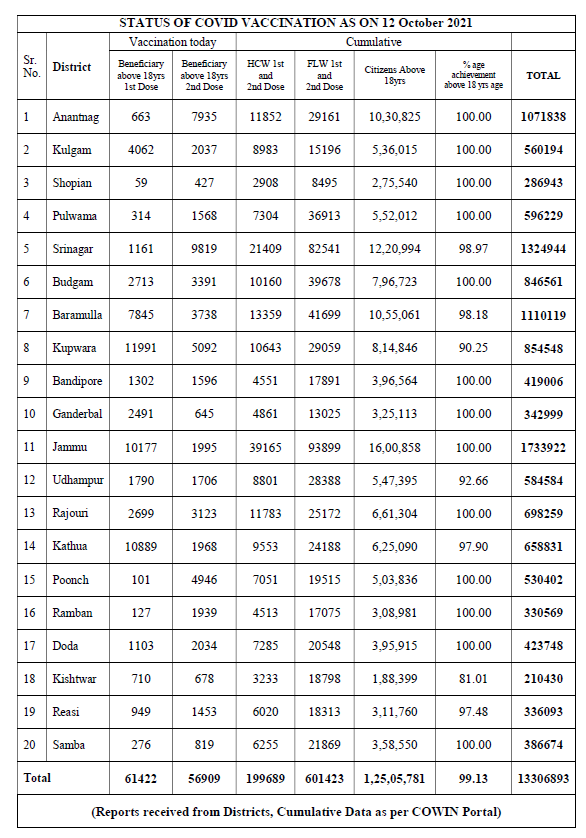 STATUS OF COVID VACCINATION AS ON 12 October 2021
Sr. No. District Vaccination today Cumulative TOTAL
Beneficiary above 18yrs 1st Dose Beneficiary above 18yrs 2nd Dose HCW 1st and 2nd Dose FLW 1st and 2nd Dose Citizens Above 18yrs % age achievement above 18 yrs age
1 Anantnag 663 7935 11852 29161 10,30,825 100.00 1071838
2 Kulgam 4062 2037 8983 15196 5,36,015 100.00 560194
3 Shopian 59 427 2908 8495 2,75,540 100.00 286943
4 Pulwama 314 1568 7304 36913 5,52,012 100.00 596229
5 Srinagar 1161 9819 21409 82541 12,20,994 98.97 1324944
6 Budgam 2713 3391 10160 39678 7,96,723 100.00 846561
7 Baramulla 7845 3738 13359 41699 10,55,061 98.18 1110119
8 Kupwara 11991 5092 10643 29059 8,14,846 90.25 854548
9 Bandipore 1302 1596 4551 17891 3,96,564 100.00 419006
10 Ganderbal 2491 645 4861 13025 3,25,113 100.00 342999
11 Jammu 10177 1995 39165 93899 16,00,858 100.00 1733922
12 Udhampur 1790 1706 8801 28388 5,47,395 92.66 584584
13 Rajouri 2699 3123 11783 25172 6,61,304 100.00 698259
14 Kathua 10889 1968 9553 24188 6,25,090 97.90 658831
15 Poonch 101 4946 7051 19515 5,03,836 100.00 530402
16 Ramban 127 1939 4513 17075 3,08,981 100.00 330569
17 Doda 1103 2034 7285 20548 3,95,915 100.00 423748
18 Kishtwar 710 678 3233 18798 1,88,399 81.01 210430
19 Reasi 949 1453 6020 18313 3,11,760 97.48 336093
20 Samba 276 819 6255 21869 3,58,550 100.00 386674
Total 61422 56909 199689 601423 1,25,05,781 99.13 13306893
(Reports received from Districts, Cumulative Data as per COWIN Portal)